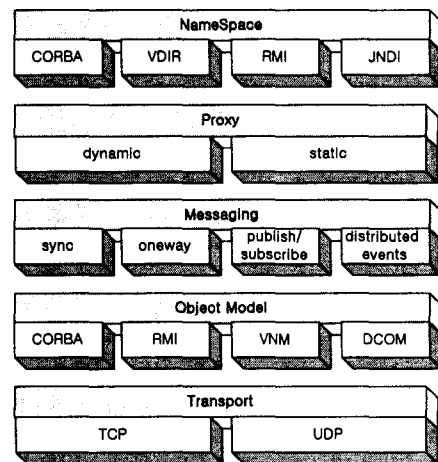 NameSpace
CORBA VDIR RMI JNDI
Proxy
dynamic static
Messaging
sync oneway publish/ distributed
subscribe events
Object Model
CORBA RMI VNM DCOM
Transport
TCP UDP